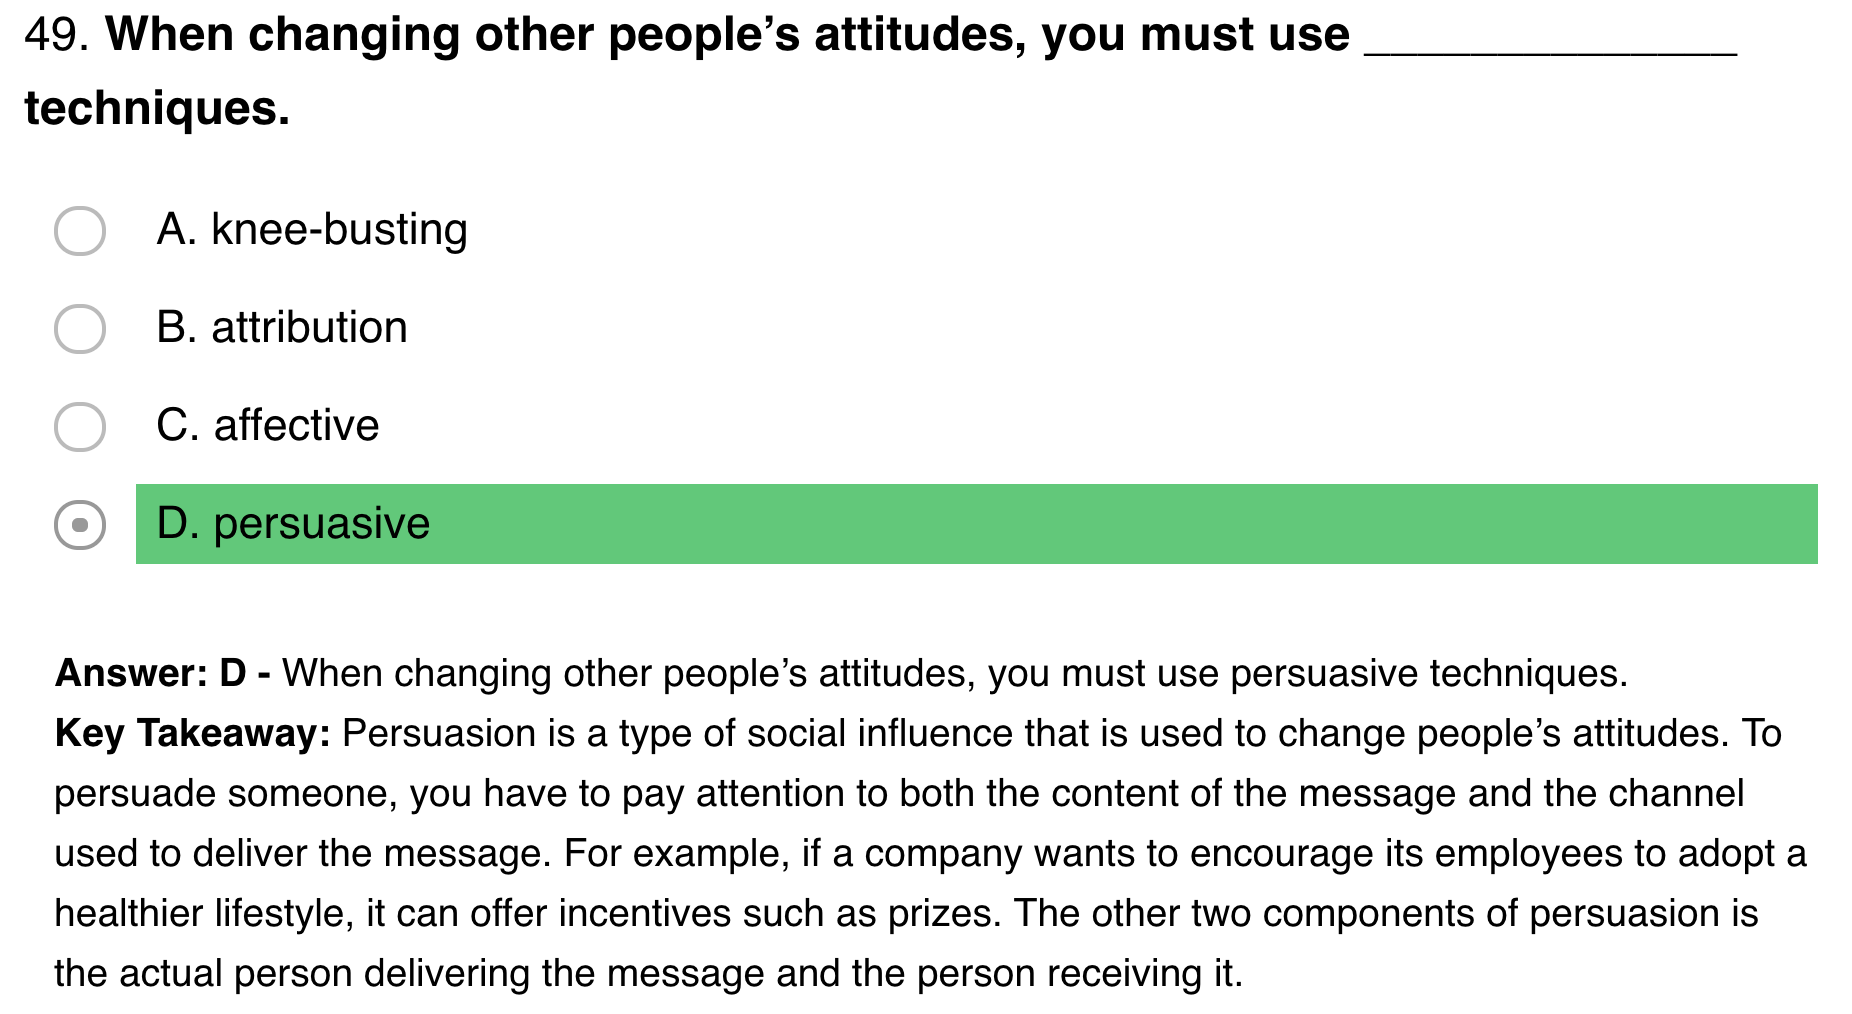 49. When changing other people’s attitudes, you must use _______________
techniques.
A. knee-busting
B. attribution
C. affective
D. persuasive
Answer: D - When changing other people’s attitudes, you must use persuasive techniques.
Key Takeaway: Persuasion is a type of social influence that is used to change people’s attitudes. To
persuade someone, you have to pay attention to both the content of the message and the channel
used to deliver the message. For example, if a company wants to encourage its employees to adopt a
healthier lifestyle, it can offer incentives such as prizes. The other two components of persuasion is
the actual person delivering the message and the person receiving it.